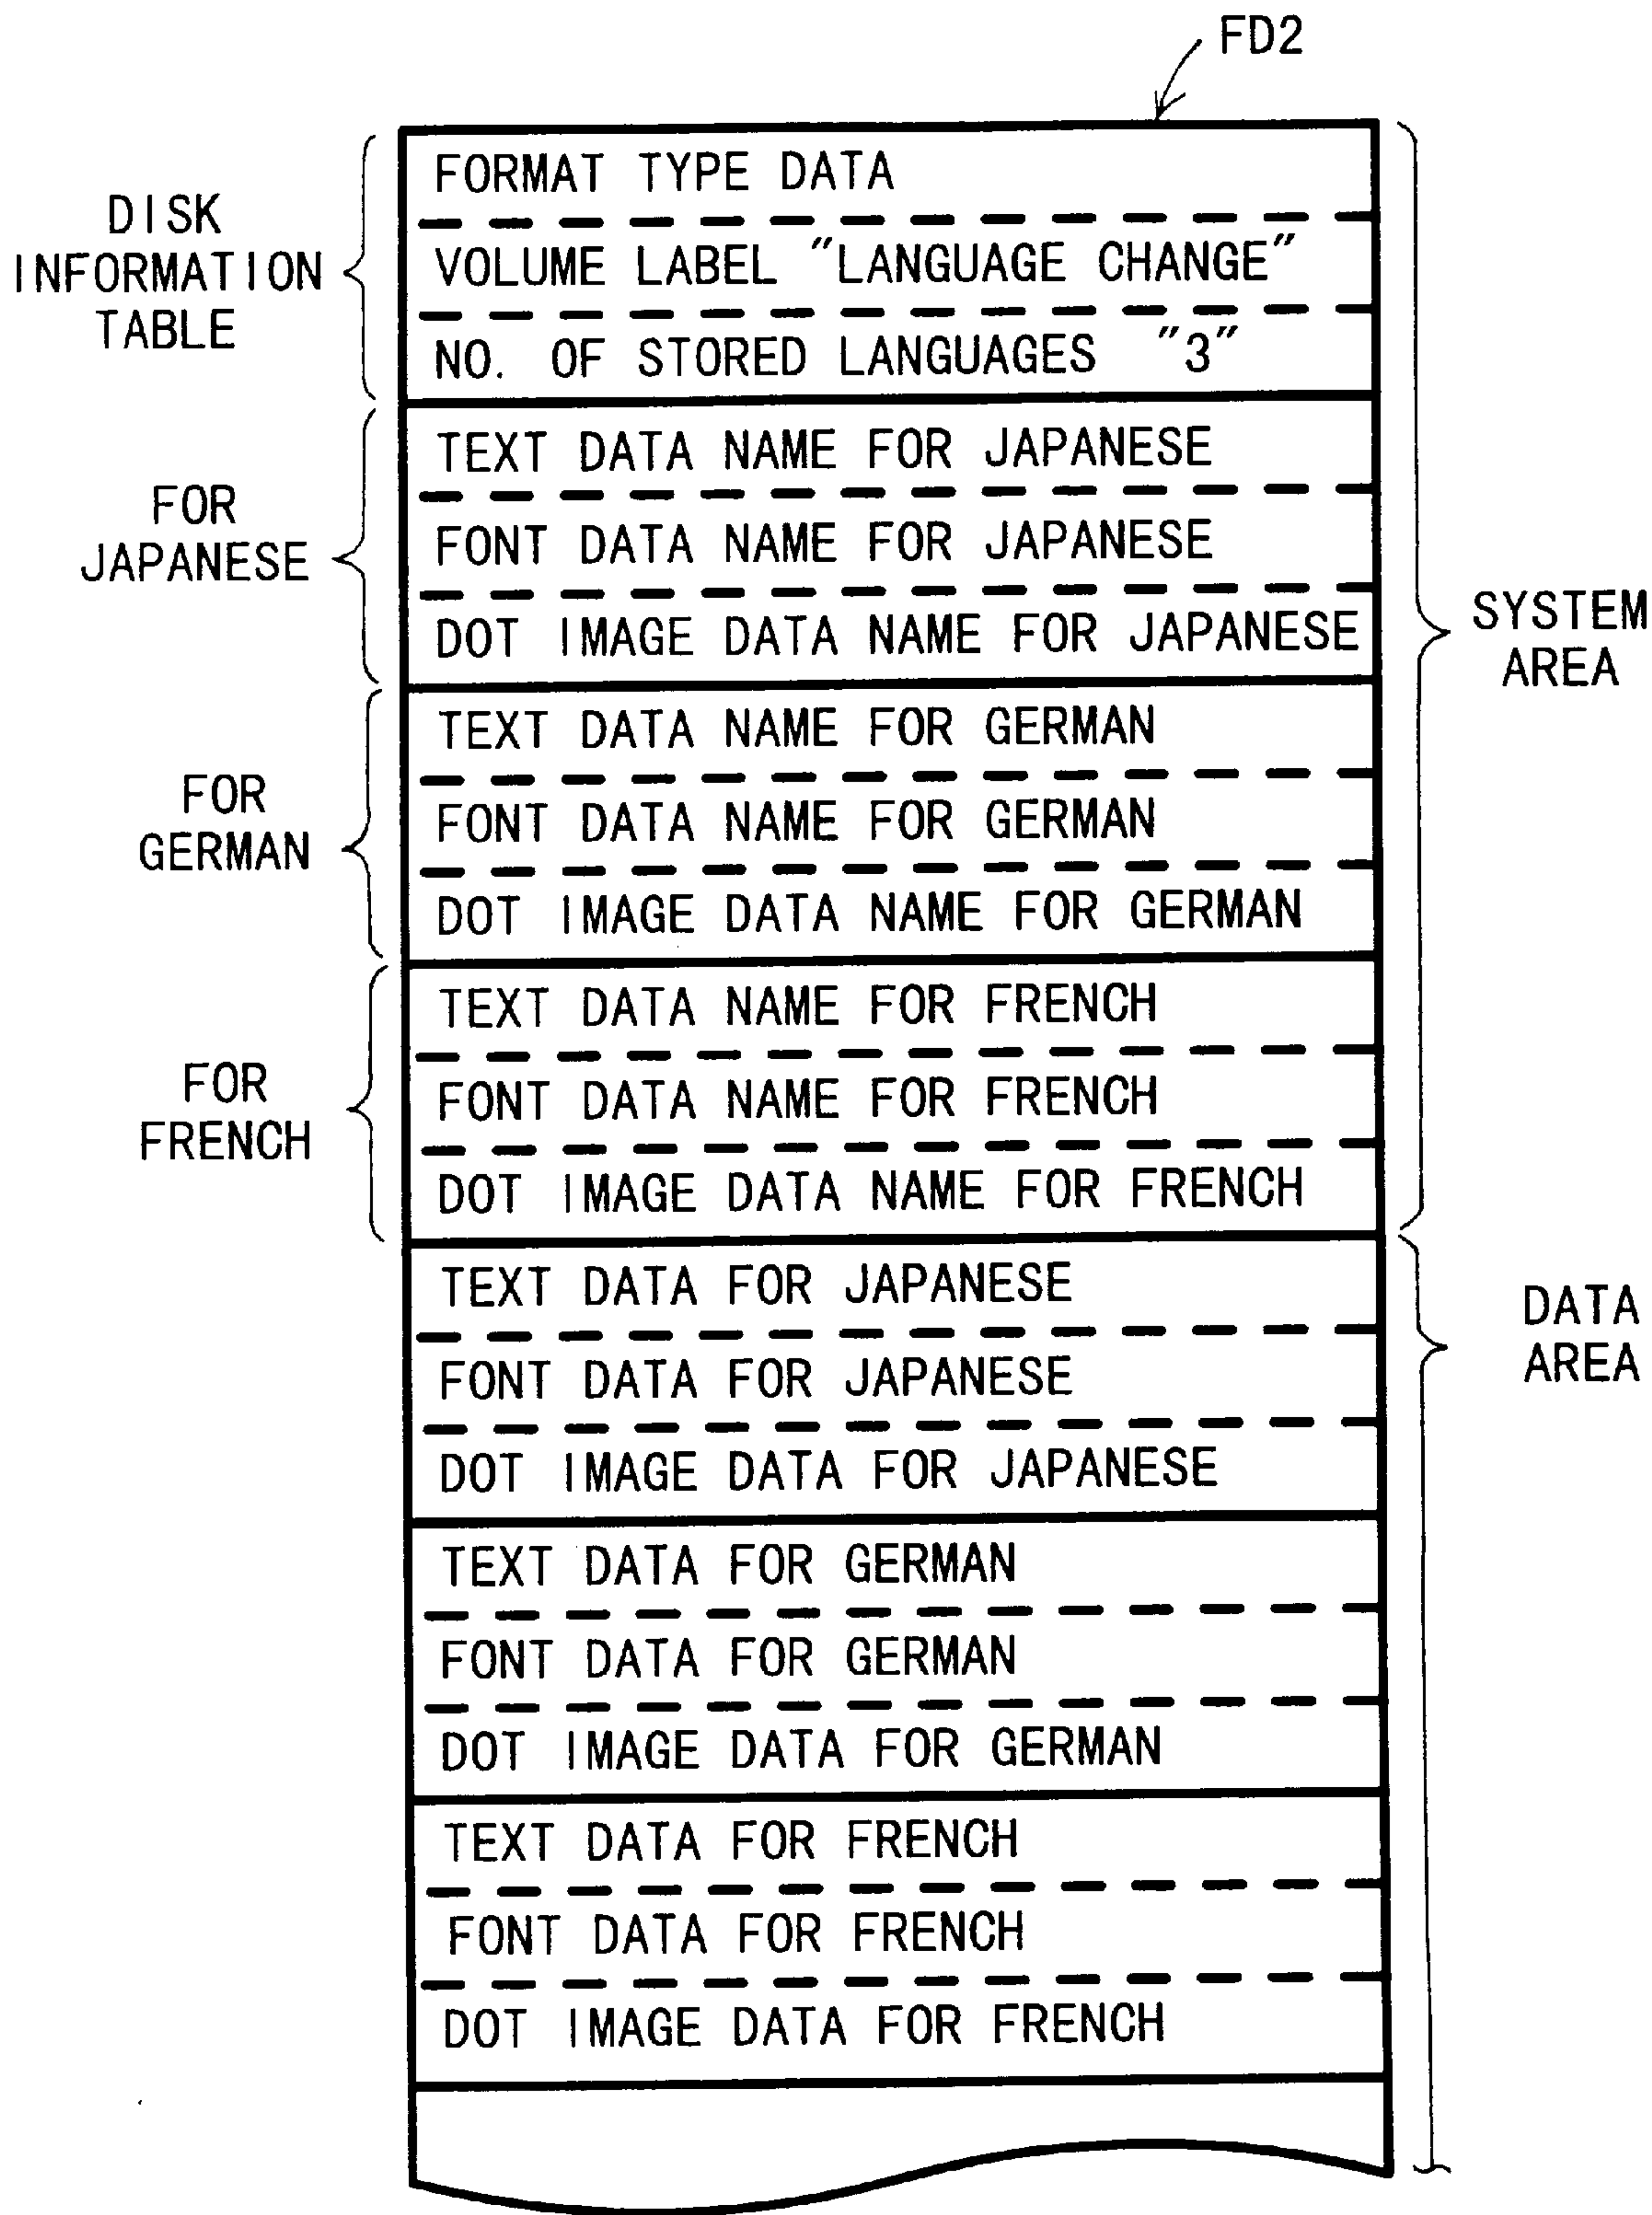 FD2
DISK
INFORMATION
TABLE
FORMAT TYPE DATA
VOLUME LABEL "LANGUAGE CHANGE"
NO. OF STORED LANGUAGES "3"
FOR
JAPANESE
TEXT DATA NAME FOR JAPANESE
FONT DATA NAME FOR JAPANESE
DOT IMAGE DATA NAME FOR JAPANESE
SYSTEM
AREA
FOR
GERMAN
TEXT DATA NAME FOR GERMAN
FONT DATA NAME FOR GERMAN
DOT IMAGE DATA NAME FOR GERMAN
FOR
FRENCH
TEXT DATA NAME FOR FRENCH
FONT DATA NAME FOR FRENCH
DOT IMAGE DATA NAME FOR FRENCH
TEXT DATA FOR JAPANESE
FONT DATA FOR JAPANESE
DOT IMAGE DATA FOR JAPANESE
DATA
AREA
TEXT DATA FOR GERMAN
FONT DATA FOR GERMAN
DOT IMAGE DATA FOR GERMAN
TEXT DATA FOR FRENCH
FONT DATA FOR FRENCH
DOT IMAGE DATA FOR FRENCH